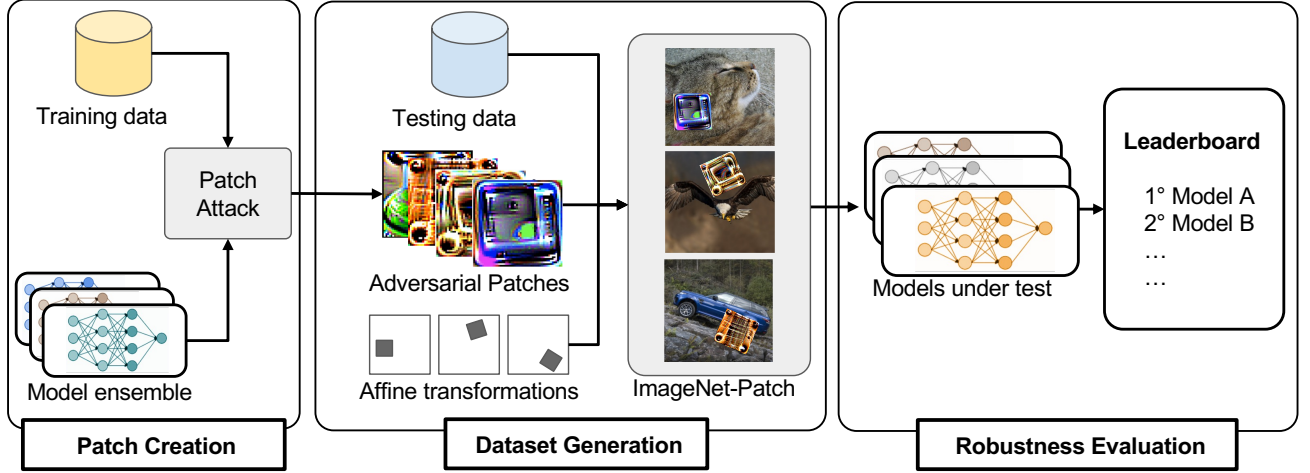 Training data
Patch
Attack
Model ensemble
Patch Creation
Testing data
Adversarial Patches
Affine transformations
ImageNet-Patch
Dataset Generation
Models under test
Leaderboard
1° Model A
2° Model B
...
...
Robustness Evaluation